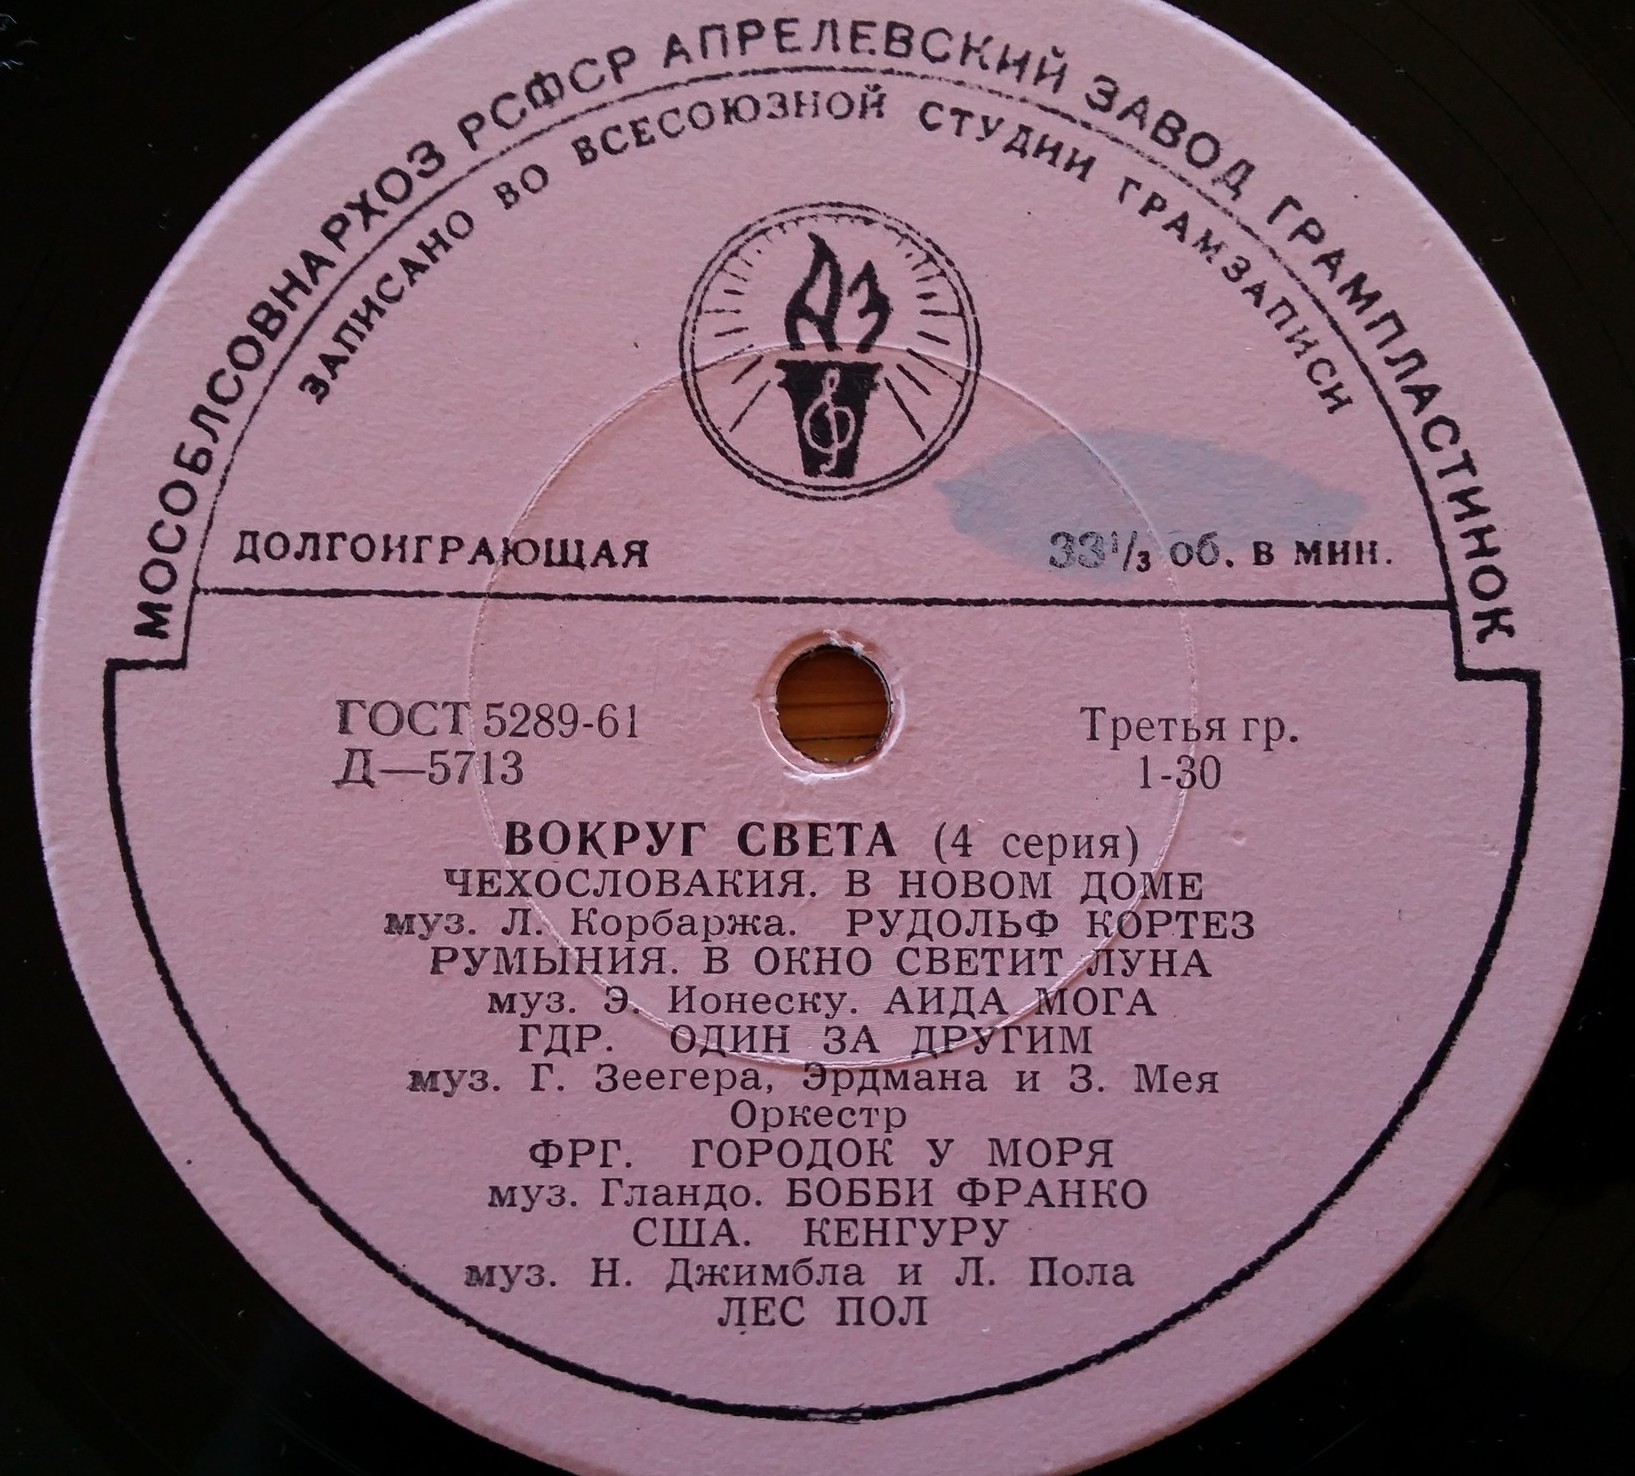 МОСОБЛСОВНАРХОЗ РСФСР АПРЕЛЕВСКИЙ ЗАВОД ГРАМПЛАСТИНОК
ЗАПИСАНО ВО ВСЕСОЮЗНОЙ СТУДИИ ГРАМЗАПИСИ
АЗ
ДОЛГОИГРАЮЩАЯ
33⅓ об. в мин.
ГОСТ 5289-61
Третья гр.
Д—5713
1-30
ВОКРУГ СВЕТА (4 серия)
ЧЕХОСЛОВАКИЯ. В НОВОМ ДОМЕ
муз. Л. Корбаржа. РУДОЛЬФ КОРТЕЗ
РУМЫНИЯ. В ОКНО СВЕТИТ ЛУНА
муз. Э. Ионеску. АИДА МОГА
ГДР. ОДИН ЗА ДРУГИМ
муз. Г. Зеегера, Эрдмана и З. Мея
Оркестр
ФРГ. ГОРОДОК У МОРЯ
муз. Гландо. БОББИ ФРАНКО
США. КЕНГУРУ
муз. Н. Джимбла и Л. Пола
ЛЕС ПОЛ